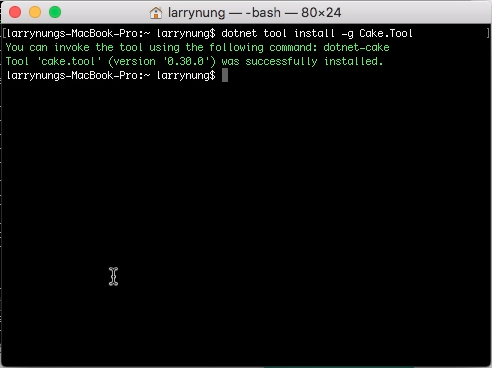 larrynung — -bash — 80×24
[larrynungs-MacBook-Pro:~ larrynung$ dotnet tool install -g Cake.Tool ]
You can invoke the tool using the following command: dotnet-cake
Tool 'cake.tool' (version '0.30.0') was successfully installed.
larrynungs-MacBook-Pro:~ larrynung$